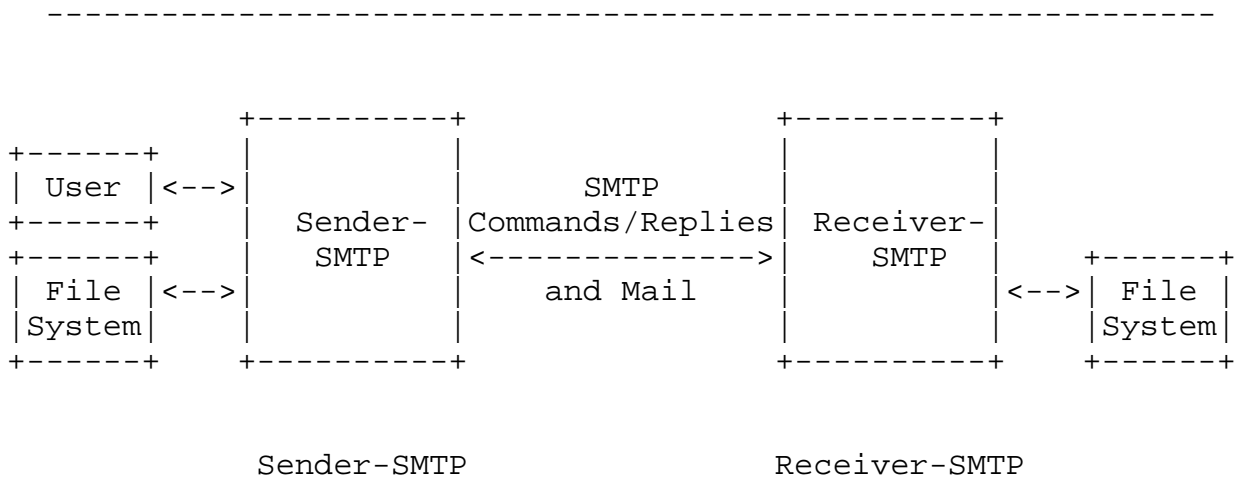 -------------------------------------------------------------
                +----------+                +----------+
+------+        |          |                |          |
| User |<-->|          |      SMTP      |          |
+------+        |  Sender- |Commands/Replies| Receiver-|
+------+        |   SMTP   |<-------------->|   SMTP   |    +------+
| File |<-->|          |    and Mail    |          |<-->| File |
|System|        |          |                |          |    |System|
+------+        +----------+                +----------+    +------+
Sender-SMTP                Receiver-SMTP